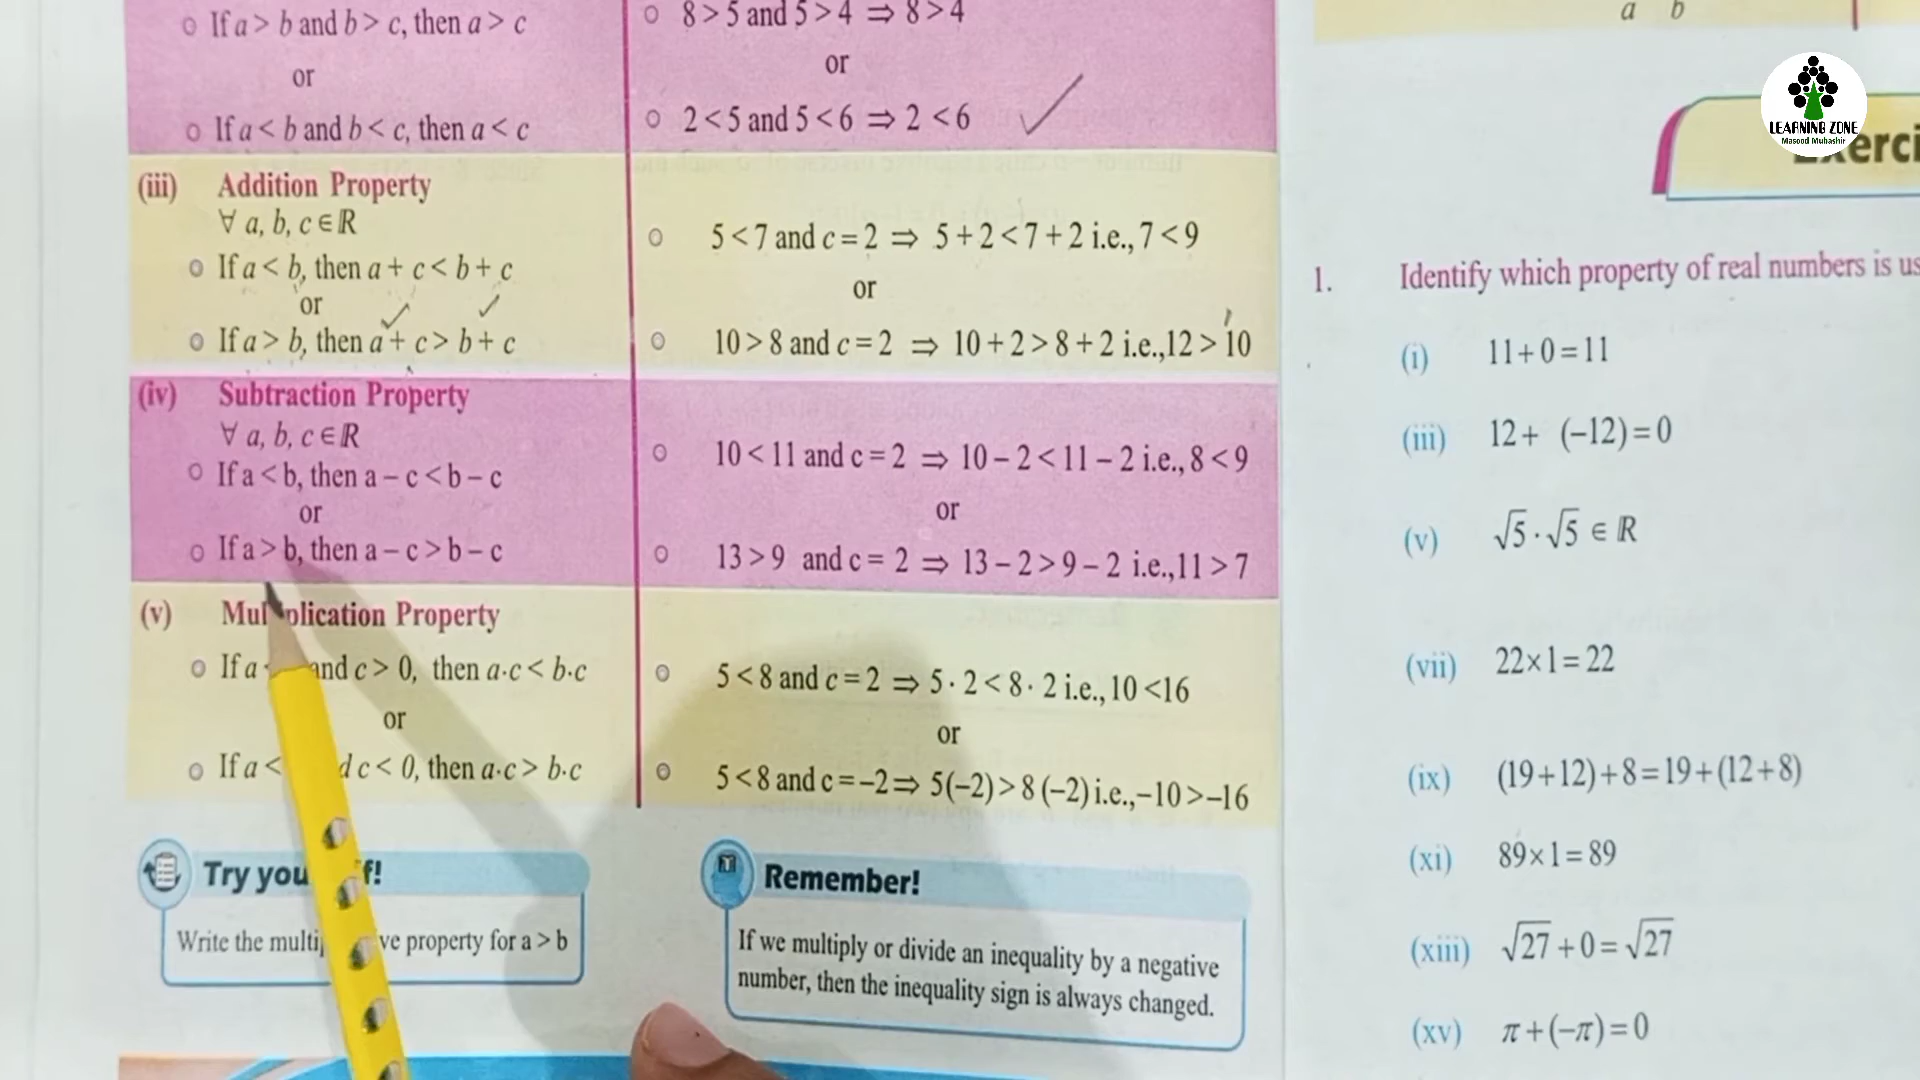 If a > b and b > c, then a > c
or
If a < b and b < c, then a < c
8 > 5 and 5 > 4 ⇒ 8 > 4
or
2 < 5 and 5 < 6 ⇒ 2 < 6
(iii) Addition Property
∀ a, b, c ∈ ℝ
If a < b, then a + c < b + c
or
If a > b, then a + c > b + c
5 < 7 and c = 2 ⇒ 5 + 2 < 7 + 2 i.e., 7 < 9
or
10 > 8 and c = 2 ⇒ 10 + 2 > 8 + 2 i.e., 12 > 10
(iv) Subtraction Property
∀ a, b, c ∈ ℝ
If a < b, then a – c < b – c
or
If a > b, then a – c > b – c
10 < 11 and c = 2 ⇒ 10 – 2 < 11 – 2 i.e., 8 < 9
or
13 > 9 and c = 2 ⇒ 13 – 2 > 9 – 2 i.e., 11 > 7
(v) Property
If a and c > 0, then a·c < b·c
or
If a < c < 0, then a·c > b·c
5 < 8 and c = 2 ⇒ 5 · 2 < 8 · 2 i.e., 10 < 16
or
5 < 8 and c = –2 ⇒ 5(–2) > 8 (–2) i.e., –10 > –16
Try
Write the property for a > b
Remember!
If we multiply or divide an inequality by a negative
number, then the inequality sign is always changed.
a b
LEARNING ZONE
Masood Mubashir
1. Identify which property of real numbers is
(i) 11 + 0 = 11
(iii) 12 + (–12) = 0
(v) √5 · √5 ∈ ℝ
(vii) 22 × 1 = 22
(ix) (19 + 12) + 8 = 19 + (12 + 8)
(xi) 89 × 1 = 89
(xiii) √27 + 0 = √27
(xv) π + (–π) = 0